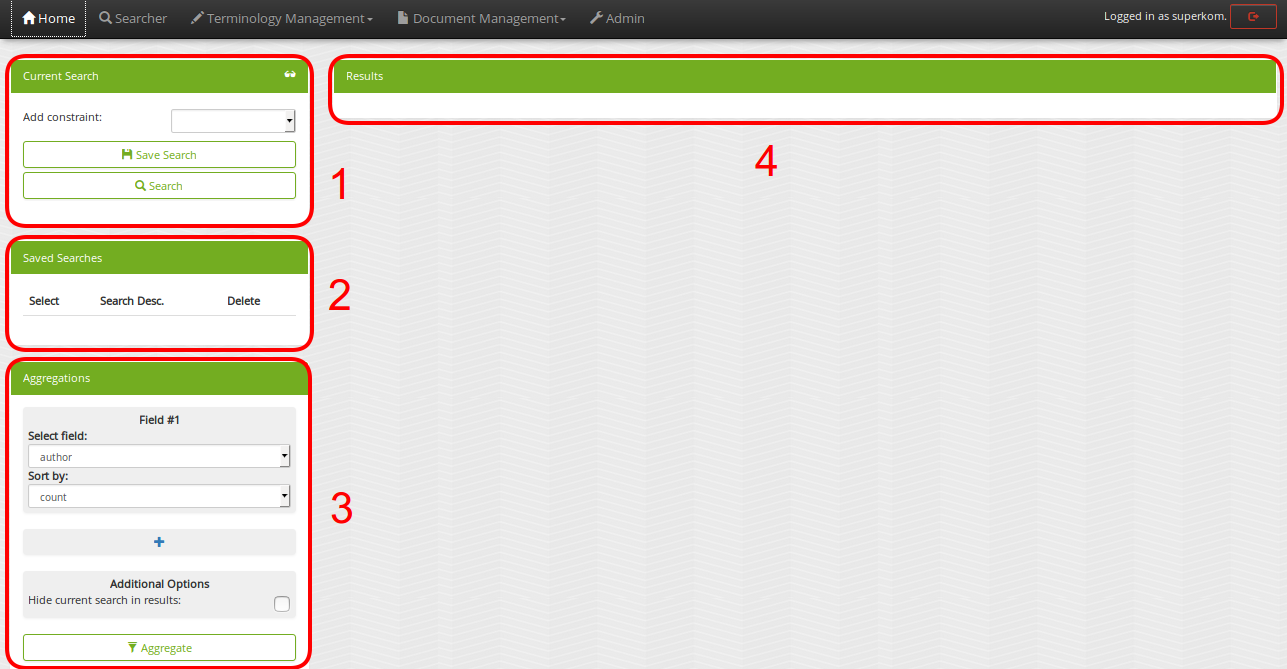 Home Searcher Terminology Management Document Management Admin Logged in as superkom.
Current Search
Add constraint:
Save Search
Search
1
Saved Searches
Select Search Desc. Delete
2
Aggregations
Field #1
Select field:
author
Sort by:
count
3
Additional Options
Hide current search in results:
Aggregate
Results
4